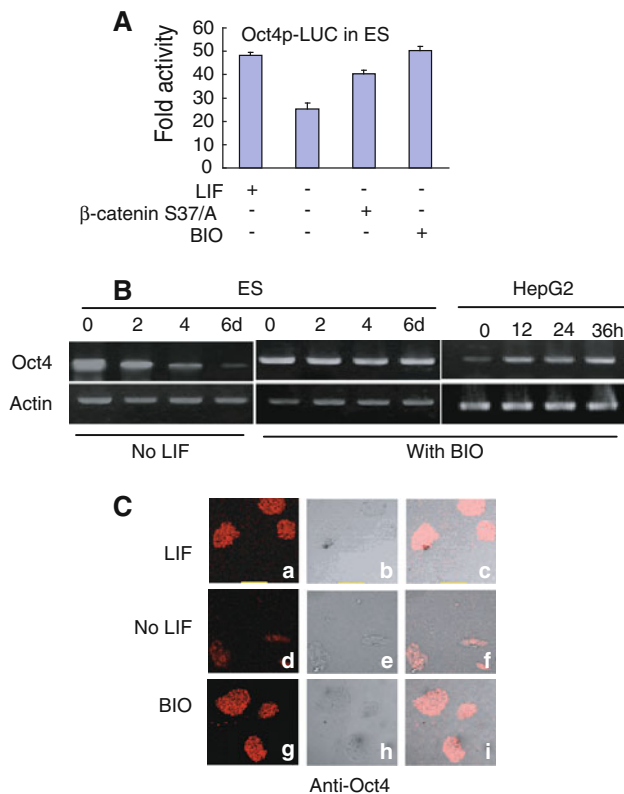 A
Oct4p-LUC in ES
Fold activity
60
50
40
30
20
10
0
LIF + - - -
β-catenin S37/A - - + -
BIO - - - +
B
ES HepG2
0 2 4 6d 0 2 4 6d 0 12 24 36h
Oct4
Actin
No LIF With BIO
C
LIF a b c
No LIF d e f
BIO g h i
Anti-Oct4